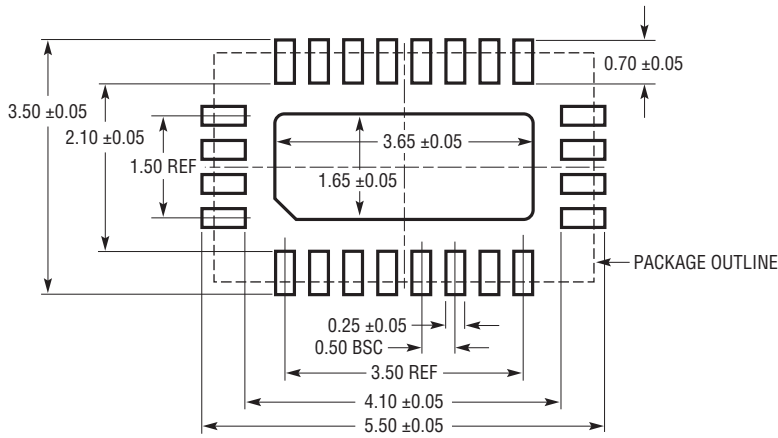 0.70 ±0.05
3.50 ±0.05
2.10 ±0.05
3.65 ±0.05
1.50 REF
1.65 ±0.05
PACKAGE OUTLINE
0.25 ±0.05
0.50 BSC
3.50 REF
4.10 ±0.05
5.50 ±0.05